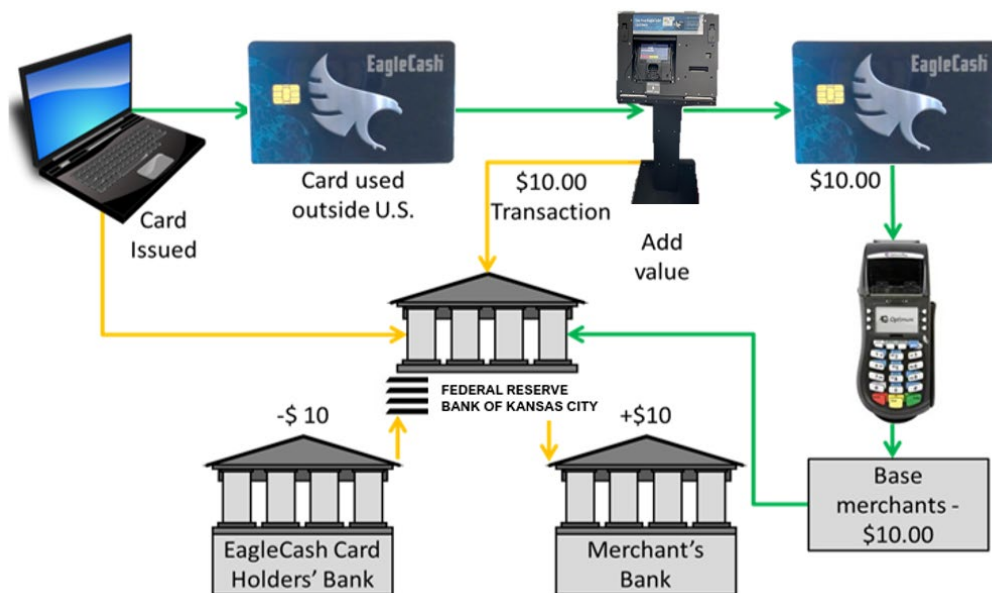 EagleCash
EagleCash
Card used
outside U.S.
$10.00
Transaction
$10.00
Card
Issued
Add
value
Optimum
FEDERAL RESERVE
BANK OF KANSAS CITY
-$ 10
+$10
Base
merchants -
$10.00
EagleCash Card
Holders' Bank
Merchant's
Bank